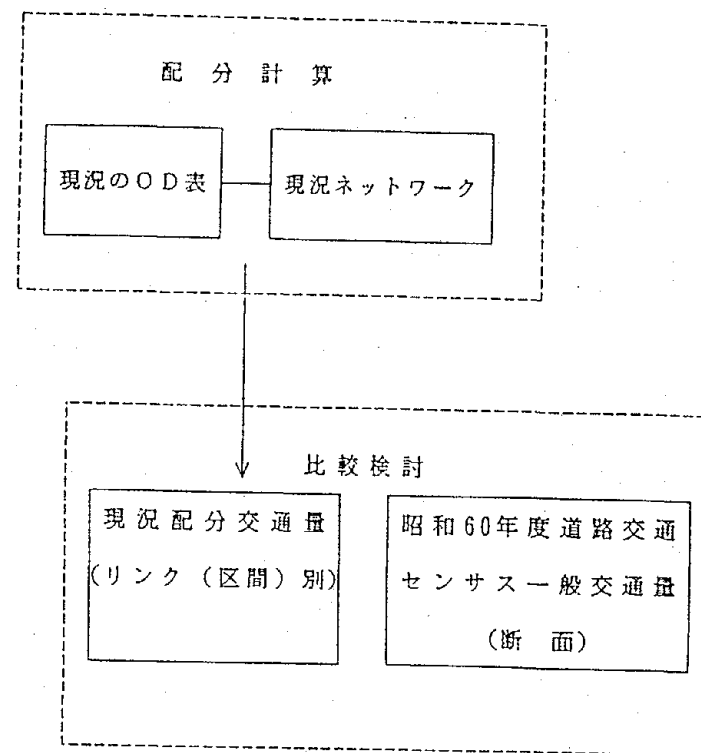 配分計算
現況のOD表
現況ネットワーク
比較検討
現況配分交通量
(リンク(区間)別)
昭和60年度道路交通
センサス一般交通量
(断面)